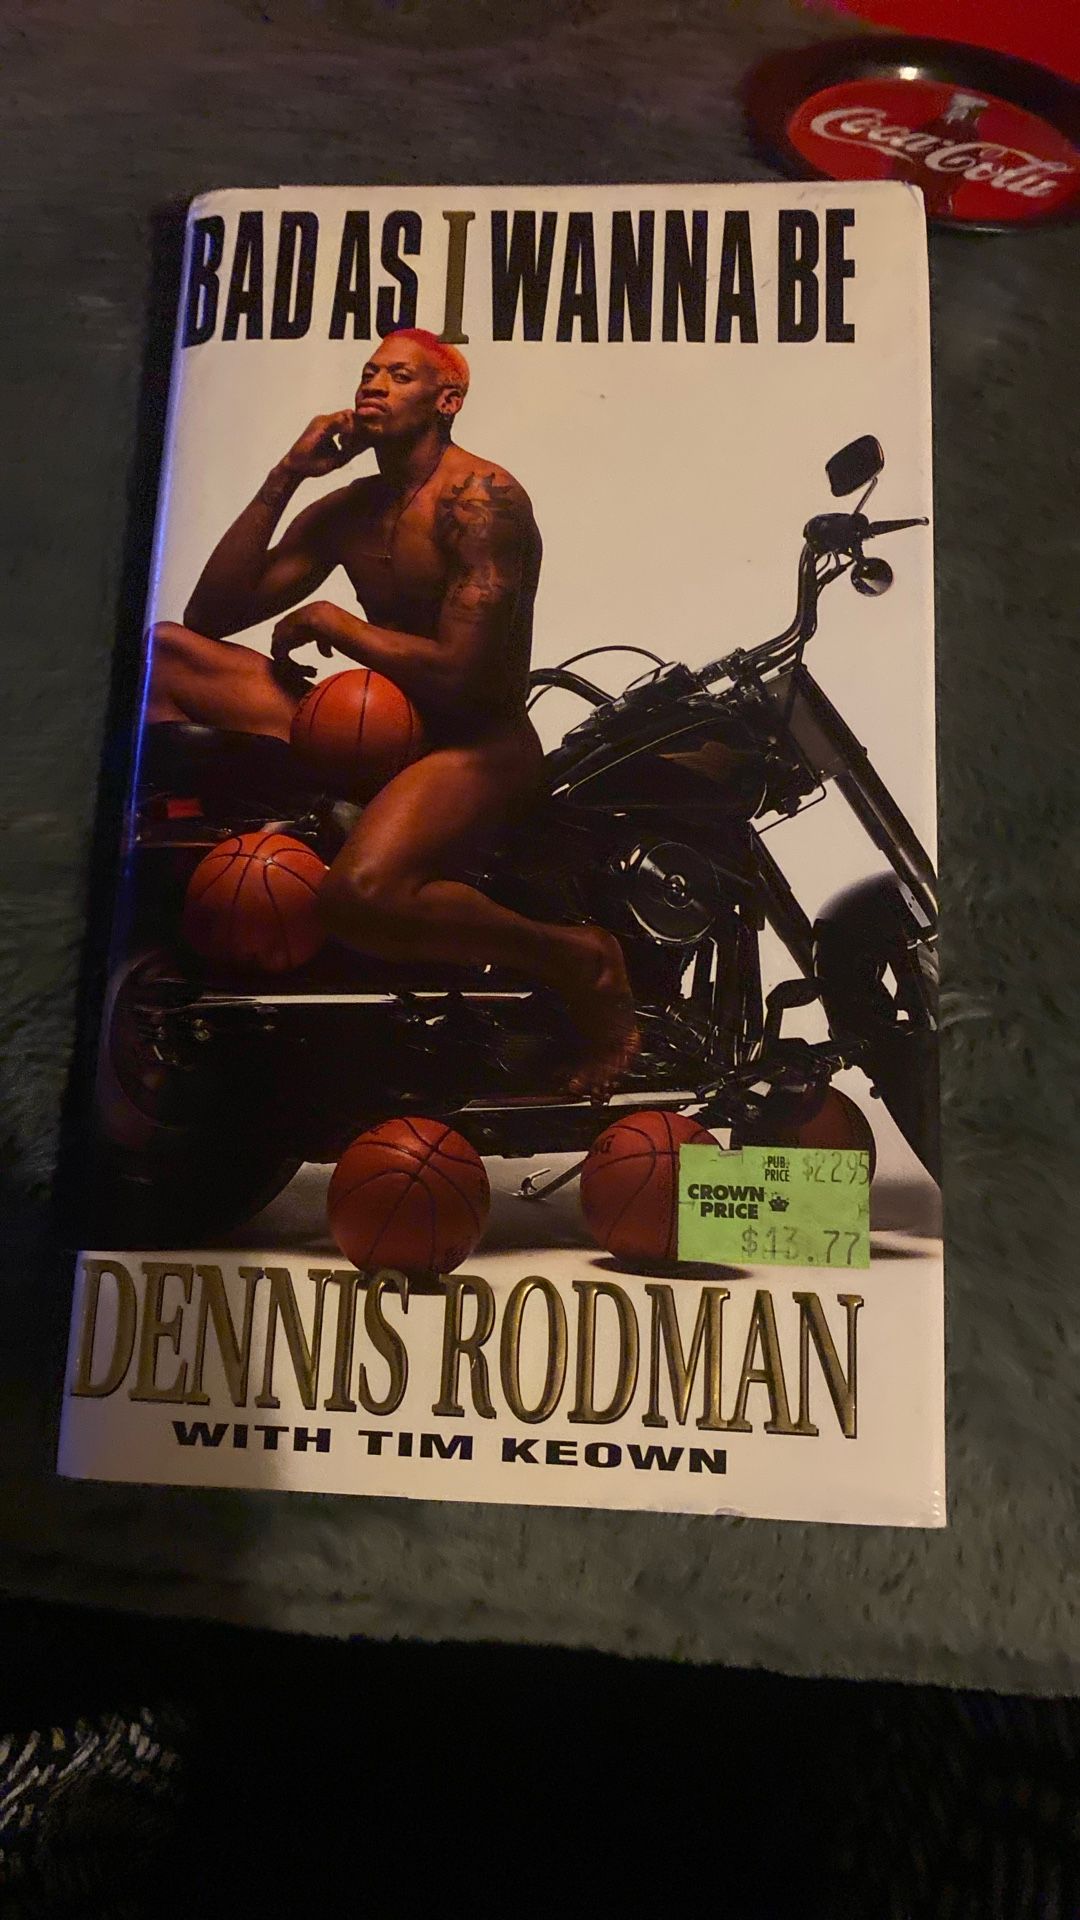 Coca-Cola
BAD AS I WANNA BE
PUB. PRICE $22.95
CROWN PRICE
$13.77
DENNIS RODMAN
WITH TIM KEOWN